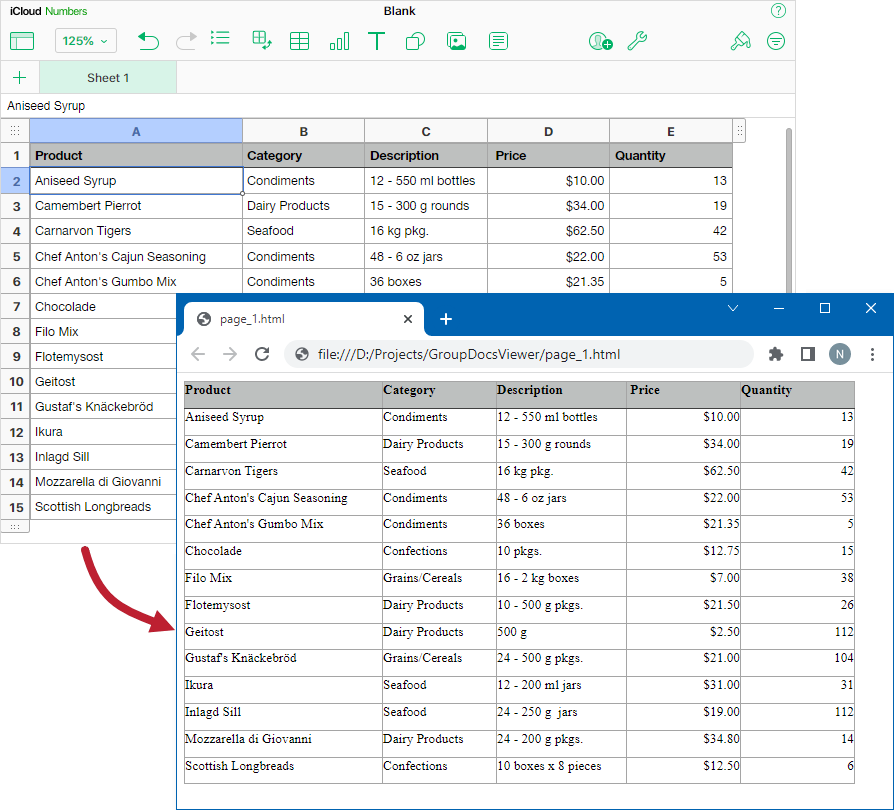 iCloud Numbers
Blank
?
125%
Sheet 1
Aniseed Syrup
A B C D E
1 Product Category Description Price Quantity
2 Aniseed Syrup Condiments 12 - 550 ml bottles $10.00 13
3 Camembert Pierrot Dairy Products 15 - 300 g rounds $34.00 19
4 Carnarvon Tigers Seafood 16 kg pkg. $62.50 42
5 Chef Anton's Cajun Seasoning Condiments 48 - 6 oz jars $22.00 53
6 Chef Anton's Gumbo Mix Condiments 36 boxes $21.35 5
7 Chocolade
8 Filo Mix
9 Flotemysost
10 Geitost
11 Gustaf's Knäckebröd
12 Ikura
13 Inlagd Sill
14 Mozzarella di Giovanni
15 Scottish Longbreads
page_1.html
file:///D:/Projects/GroupDocsViewer/page_1.html
N
Product Category Description Price Quantity
Aniseed Syrup Condiments 12 - 550 ml bottles $10.00 13
Camembert Pierrot Dairy Products 15 - 300 g rounds $34.00 19
Carnarvon Tigers Seafood 16 kg pkg. $62.50 42
Chef Anton's Cajun Seasoning Condiments 48 - 6 oz jars $22.00 53
Chef Anton's Gumbo Mix Condiments 36 boxes $21.35 5
Chocolade Confections 10 pkgs. $12.75 15
Filo Mix Grains/Cereals 16 - 2 kg boxes $7.00 38
Flotemysost Dairy Products 10 - 500 g pkgs. $21.50 26
Geitost Dairy Products 500 g $2.50 112
Gustaf's Knäckebröd Grains/Cereals 24 - 500 g pkgs. $21.00 104
Ikura Seafood 12 - 200 ml jars $31.00 31
Inlagd Sill Seafood 24 - 250 g  jars $19.00 112
Mozzarella di Giovanni Dairy Products 24 - 200 g pkgs. $34.80 14
Scottish Longbreads Confections 10 boxes x 8 pieces $12.50 6